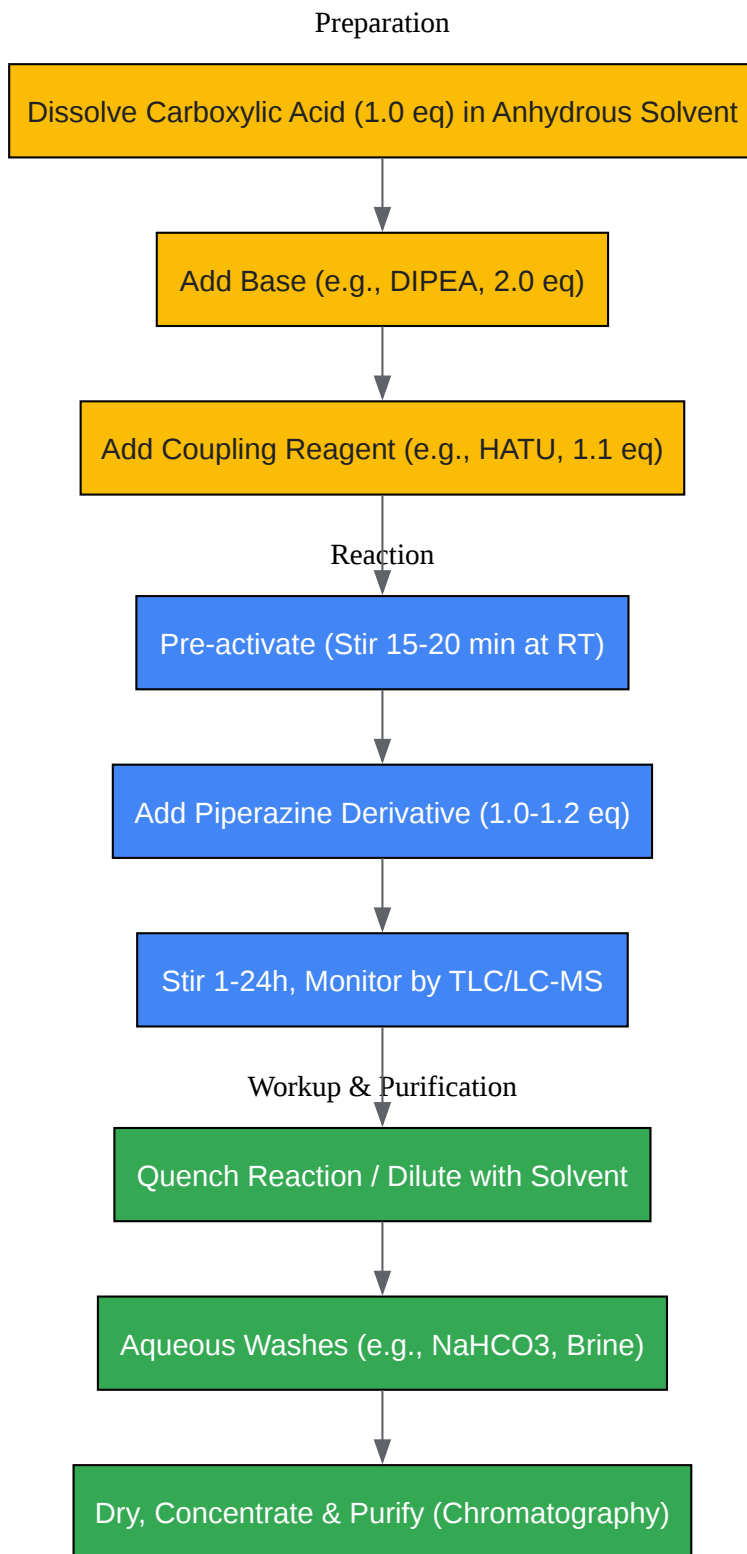 Preparation
Dissolve Carboxylic Acid (1.0 eq) in Anhydrous Solvent
Add Base (e.g., DIPEA, 2.0 eq)
Add Coupling Reagent (e.g., HATU, 1.1 eq)
Reaction
Pre-activate (Stir 15-20 min at RT)
Add Piperazine Derivative (1.0-1.2 eq)
Stir 1-24h, Monitor by TLC/LC-MS
Workup & Purification
Quench Reaction / Dilute with Solvent
Aqueous Washes (e.g., NaHCO3, Brine)
Dry, Concentrate & Purify (Chromatography)